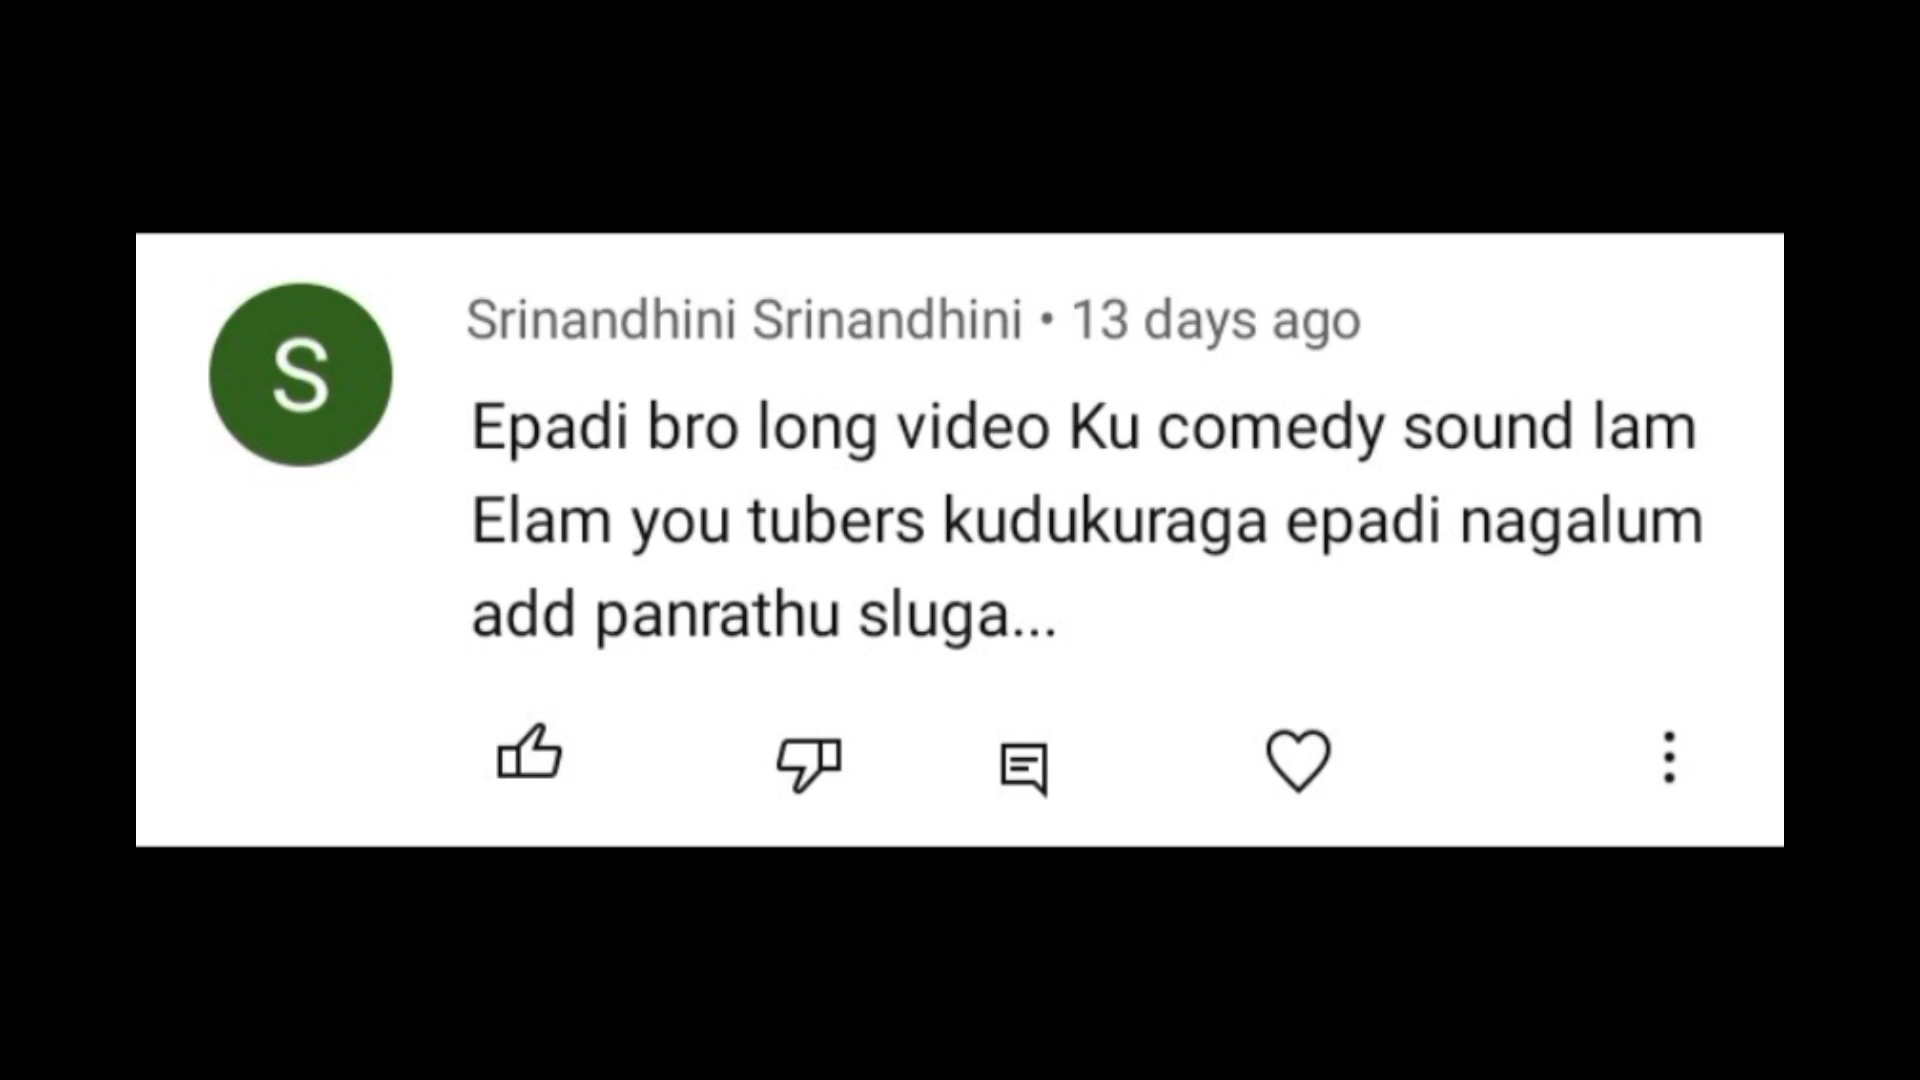 S
Srinandhini Srinandhini • 13 days ago
Epadi bro long video Ku comedy sound lam
Elam you tubers kudukuraga epadi nagalum
add panrathu sluga...